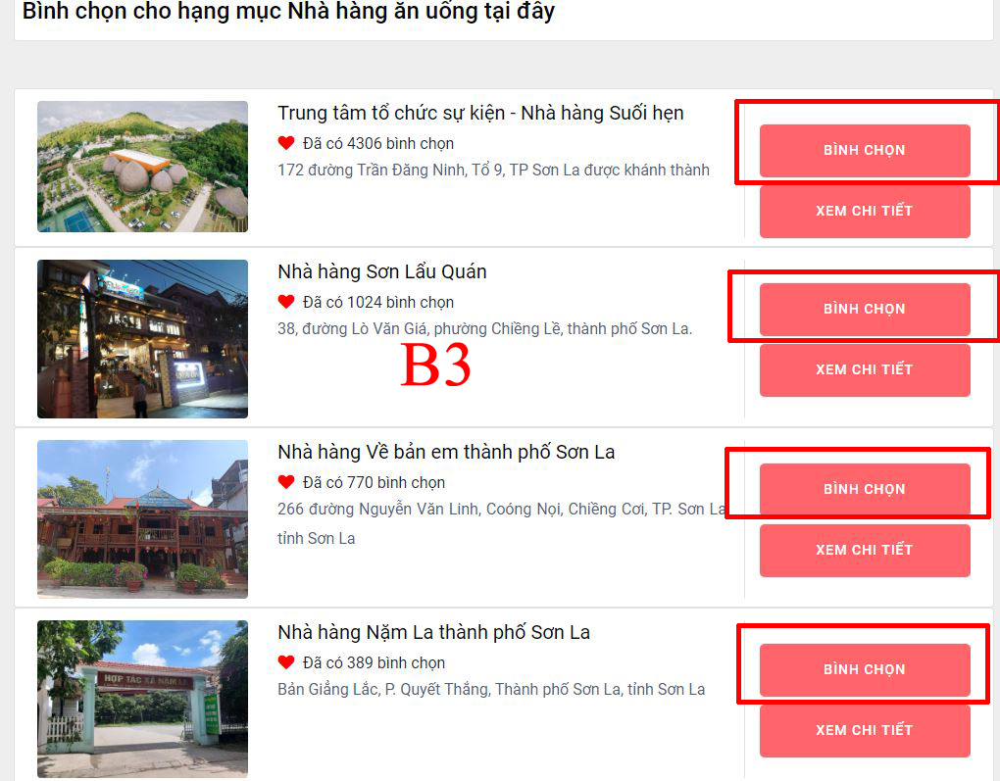 Bình chọn cho hạng mục Nhà hàng ăn uống tại đây
Trung tâm tổ chức sự kiện - Nhà hàng Suối hẹn
Đã có 4306 bình chọn
172 đường Trần Đăng Ninh, Tổ 9, TP Sơn La được khánh thành
BÌNH CHỌN
XEM CHI TIẾT
Nhà hàng Sơn Lẩu Quán
Đã có 1024 bình chọn
38, đường Lò Văn Giá, phường Chiềng Lề, thành phố Sơn La.
B3
BÌNH CHỌN
XEM CHI TIẾT
Nhà hàng Về bản em thành phố Sơn La
Đã có 770 bình chọn
266 đường Nguyễn Văn Linh, Coóng Nọi, Chiềng Cơi, TP. Sơn La
tỉnh Sơn La
BÌNH CHỌN
XEM CHI TIẾT
HỢP TÁC XÃ NẶM LA
Nhà hàng Nặm La thành phố Sơn La
Đã có 389 bình chọn
Bản Giẳng Lắc, P. Quyết Thắng, Thành phố Sơn La, tỉnh Sơn La
BÌNH CHỌN
XEM CHI TIẾT